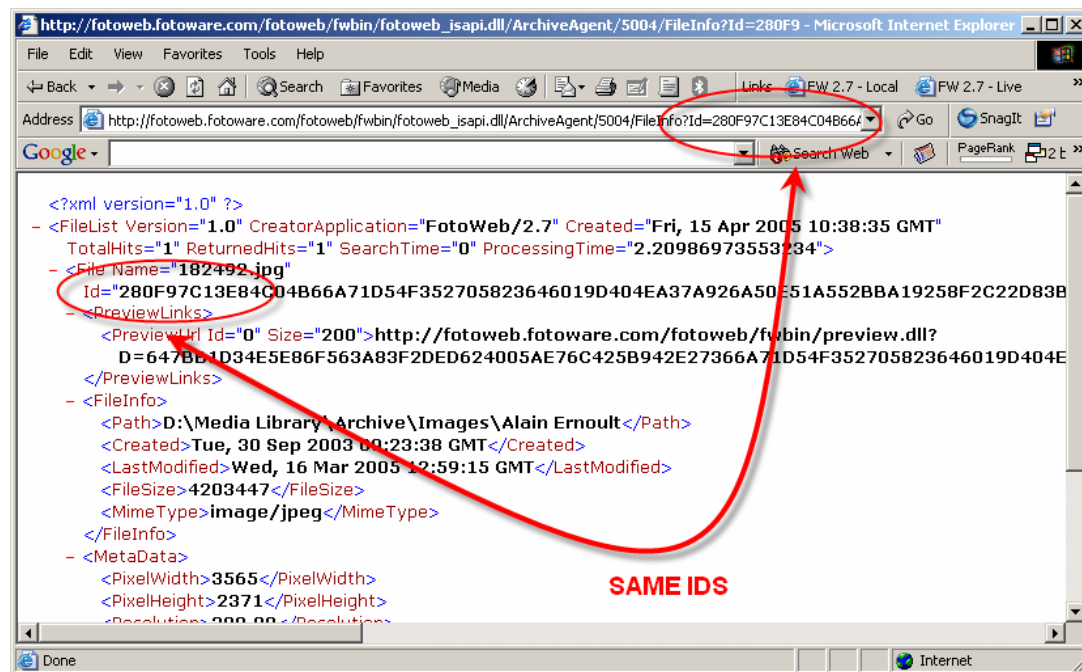 http://fotoweb.fotoware.com/fotoweb/fwbin/fotoweb_isapi.dll/ArchiveAgent/5004/FileInfo?Id=280F9 - Microsoft Internet Explorer
File Edit View Favorites Tools Help
Back Search Favorites Media Links FW 2.7 - Local FW 2.7 - Live »
Address http://fotoweb.fotoware.com/fotoweb/fwbin/fotoweb_isapi.dll/ArchiveAgent/5004/FileInfo?Id=280F97C13E84C04B66A Go SnagIt
Google Search Web PageRank 2 t »
<?xml version="1.0" ?>
- <FileList Version="1.0" CreatorApplication="FotoWeb/2.7" Created="Fri, 15 Apr 2005 10:38:35 GMT"
TotalHits="1" ReturnedHits="1" SearchTime="0" ProcessingTime="2.20986973553234">
- <File Name="182492.jpg"
Id="280F97C13E84C04B66A71D54F352705823646019D404EA37A926A50E51A552BBA19258F2C22D83B
- <PreviewLinks>
<PreviewUrl Id="0" Size="200">http://fotoweb.fotoware.com/fotoweb/fwbin/preview.dll?
D=647BB1D34E5E86F563A83F2DED624005AE76C425B942E27366A71D54F352705823646019D404E
</PreviewLinks>
- <FileInfo>
<Path>D:\Media Library\Archive\Images\Alain Ernoult</Path>
<Created>Tue, 30 Sep 2003 09:23:38 GMT</Created>
<LastModified>Wed, 16 Mar 2005 12:59:15 GMT</LastModified>
<FileSize>4203447</FileSize>
<MimeType>image/jpeg</MimeType>
</FileInfo>
- <MetaData>
<PixelWidth>3565</PixelWidth>
<PixelHeight>2371</PixelHeight>
SAME IDS
Done Internet